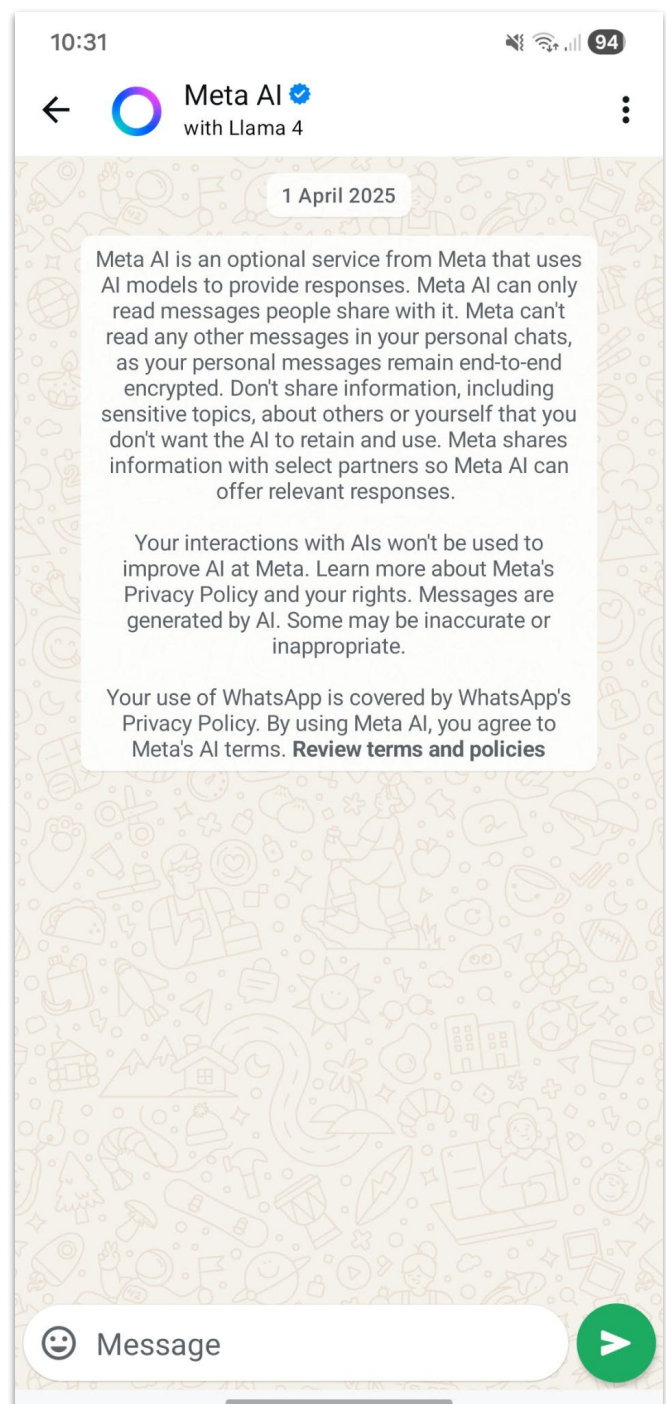 10:31
94
Meta AI
with Llama 4
1 April 2025
Meta AI is an optional service from Meta that uses
AI models to provide responses. Meta AI can only
read messages people share with it. Meta can't
read any other messages in your personal chats,
as your personal messages remain end-to-end
encrypted. Don't share information, including
sensitive topics, about others or yourself that you
don't want the AI to retain and use. Meta shares
information with select partners so Meta AI can
offer relevant responses.
Your interactions with AIs won't be used to
improve AI at Meta. Learn more about Meta's
Privacy Policy and your rights. Messages are
generated by AI. Some may be inaccurate or
inappropriate.
Your use of WhatsApp is covered by WhatsApp's
Privacy Policy. By using Meta AI, you agree to
Meta's AI terms. Review terms and policies
Message